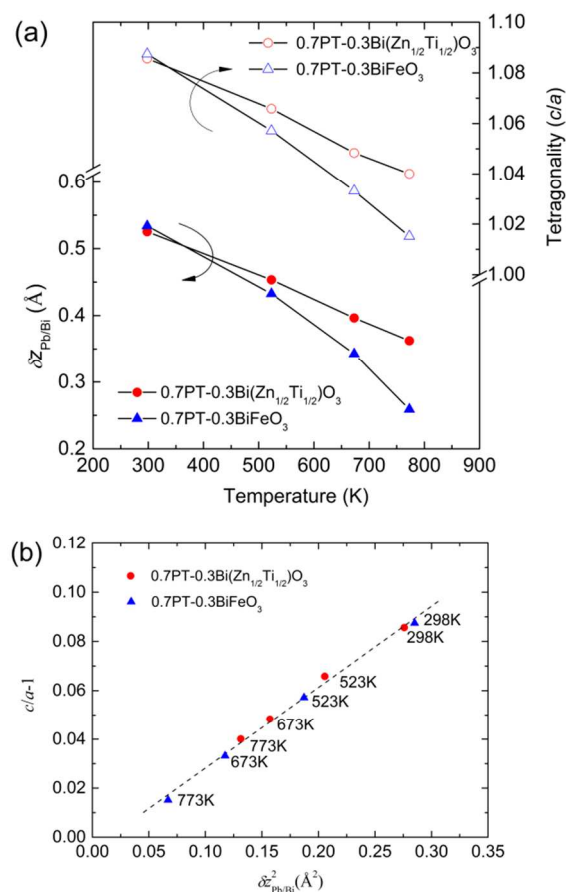 (a)
0.7PT-0.3Bi(Zn1/2Ti1/2)O3
0.7PT-0.3BiFeO3
1.10
1.08
1.06
1.04
1.02
1.00
Tetragonality (c/a)
0.6
0.5
0.4
0.3
0.2
δzPb/Bi (Å)
0.7PT-0.3Bi(Zn1/2Ti1/2)O3
0.7PT-0.3BiFeO3
200 300 400 500 600 700 800 900
Temperature (K)
(b)
0.12
0.10
0.08
0.06
0.04
0.02
0.00
c/a-1
0.7PT-0.3Bi(Zn1/2Ti1/2)O3
0.7PT-0.3BiFeO3
298K
298K
523K
523K
673K
773K
673K
773K
0.00 0.05 0.10 0.15 0.20 0.25 0.30 0.35
δz²Pb/Bi(Å²)